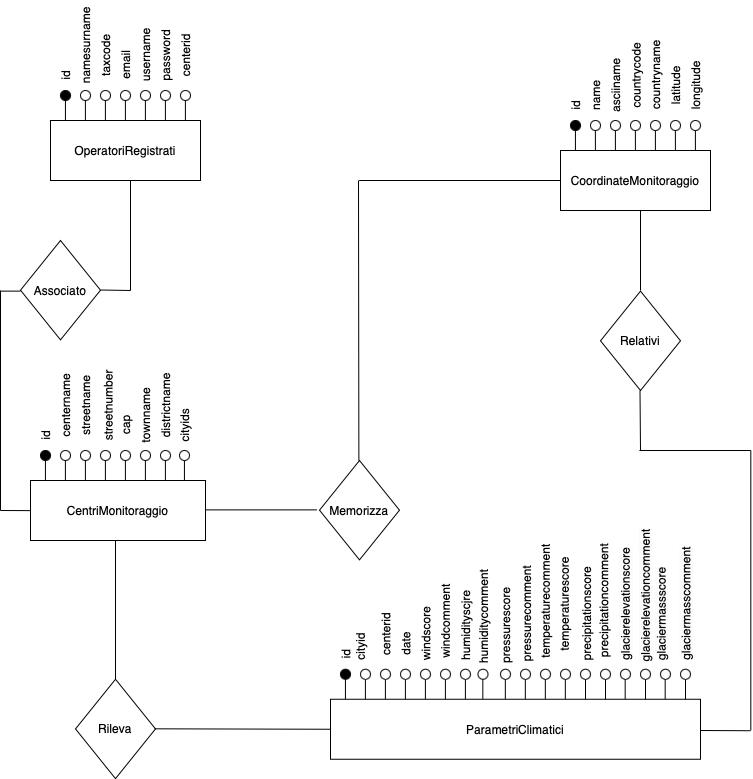 id
namesurname
taxcode
email
username
password
centerid
OperatoriRegistrati
id
name
asciiname
countrycode
countryname
latitude
longitude
CoordinateMonitoraggio
Associato
Relativi
id
centername
streetname
streetnumber
cap
townname
districtname
cityids
CentriMonitoraggio
Memorizza
id
cityid
centerid
date
windscore
windcomment
humidityscjre
humiditycomment
pressurescore
pressurecomment
temperaturecomment
temperaturescore
precipitationscore
precipitationcomment
glacierelevationscore
glacierelevationcomment
glaciermassscore
glaciermasscomment
ParametriClimatici
Rileva